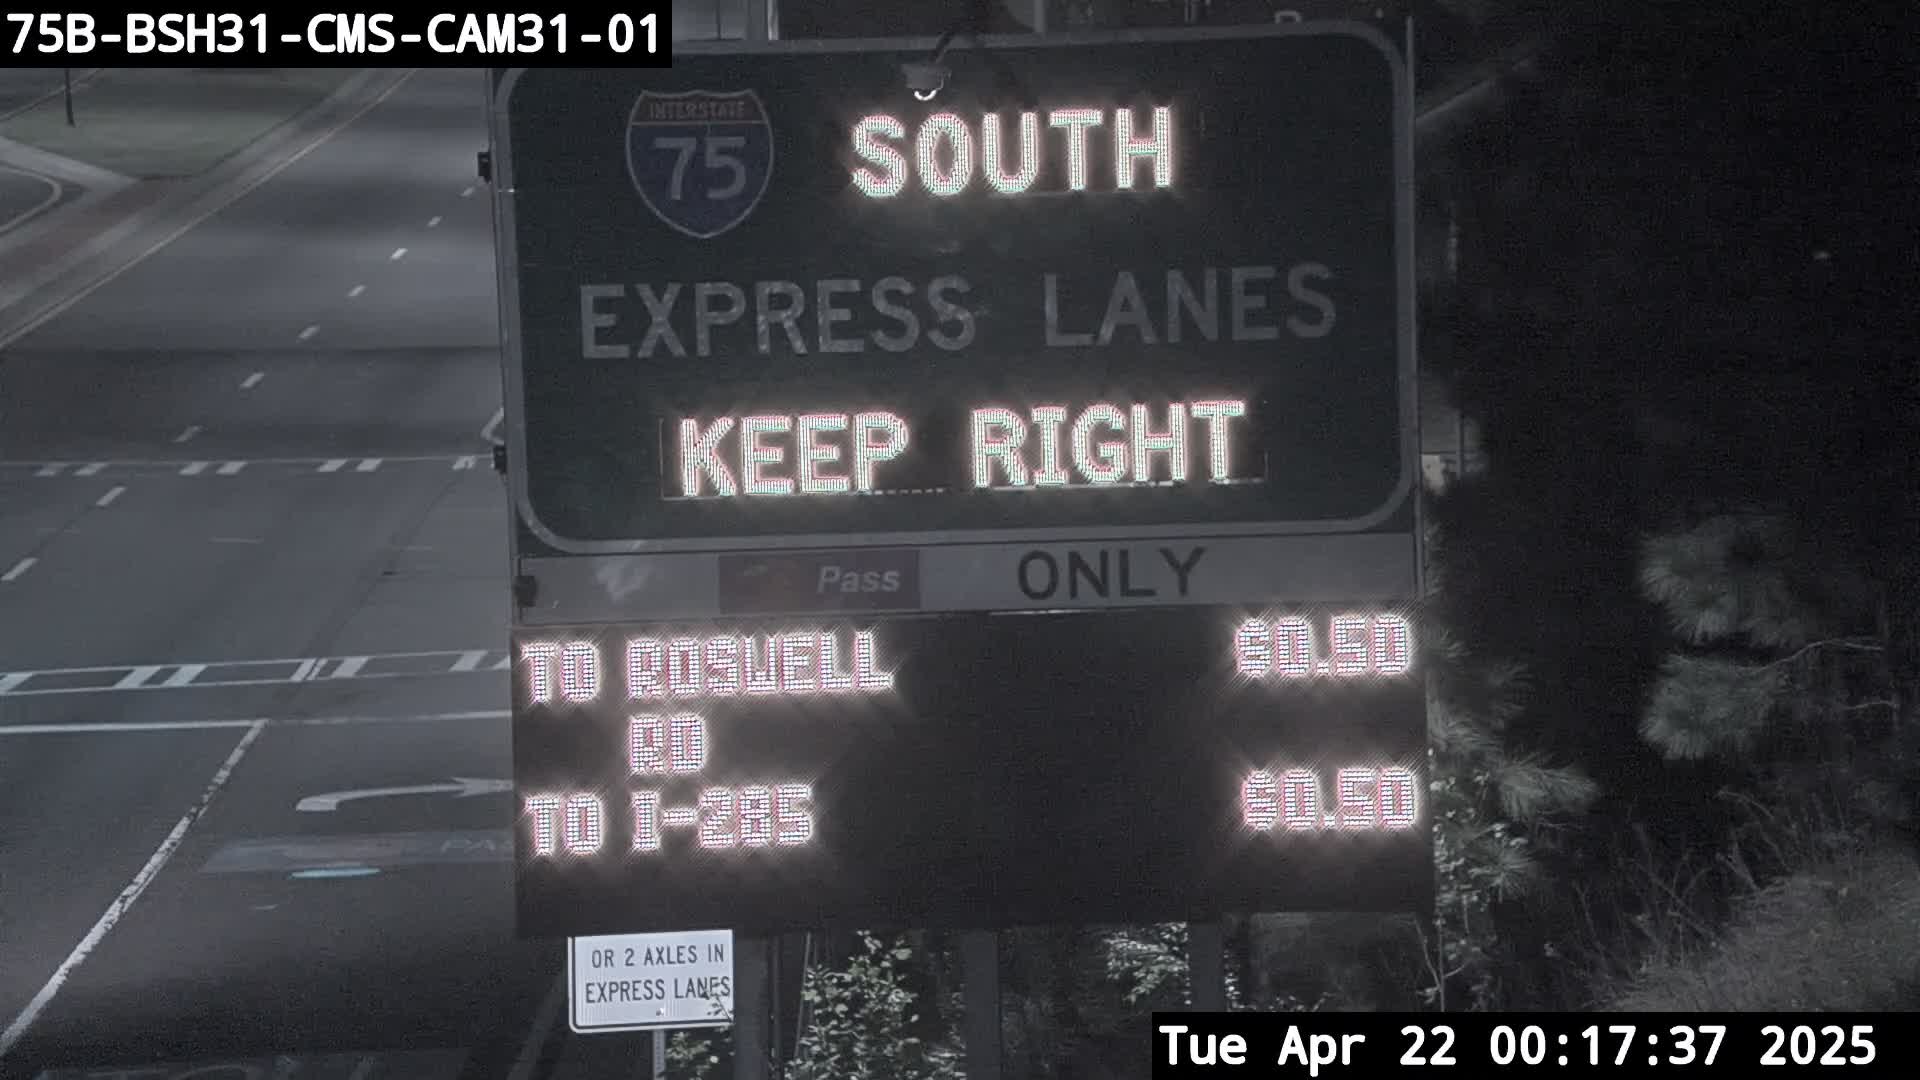 75B-BSH31-CMS-CAM31-01
INTERSTATE
75
SOUTH
EXPRESS LANES
KEEP RIGHT
Pass ONLY
TO ROSWELL $0.50
RD
TO I-285 $0.50
OR 2 AXLES IN
EXPRESS LANES
Tue Apr 22 00:17:37 2025